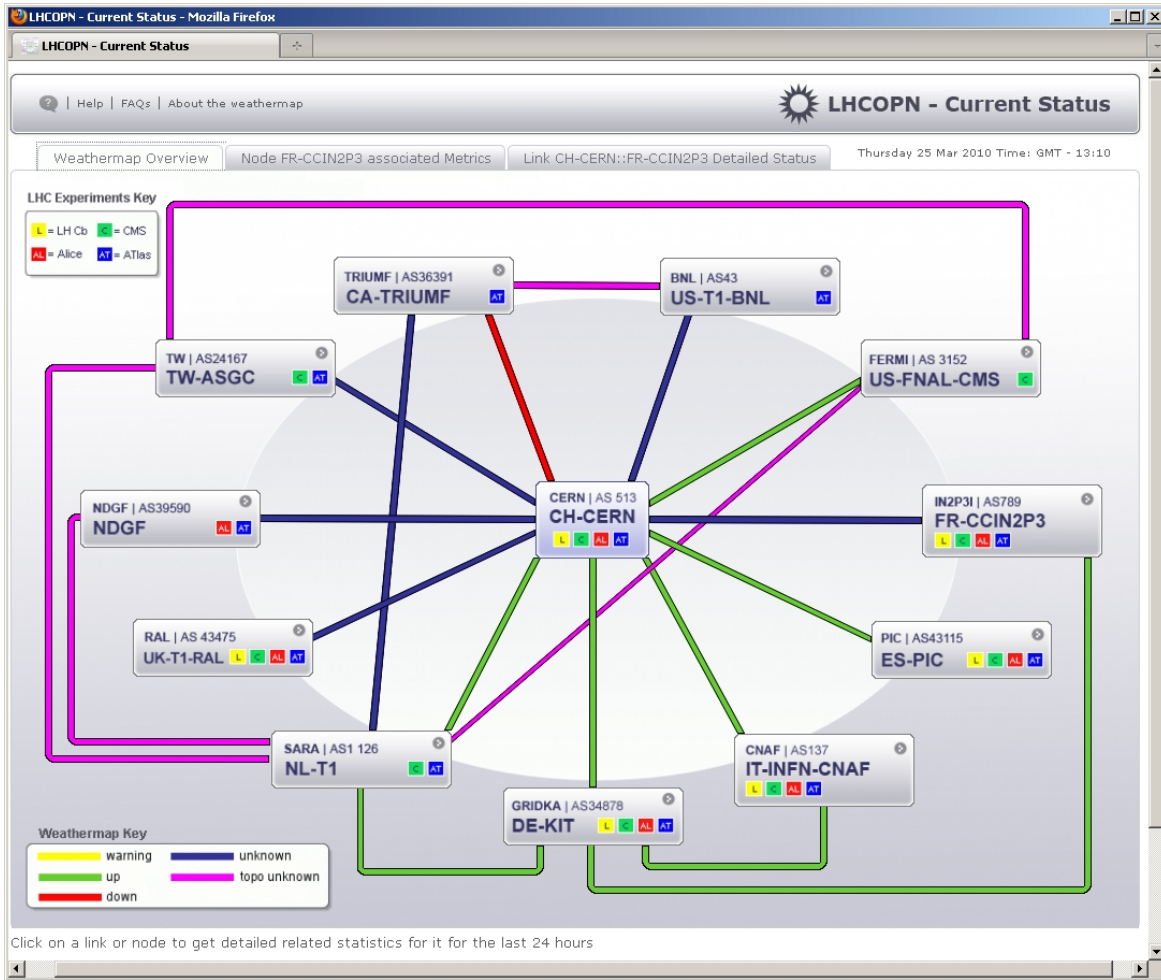 LHCOPN - Current Status - Mozilla Firefox
LHCOPN - Current Status
? | Help | FAQs | About the weathermap
LHCOPN - Current Status
Weathermap Overview
Node FR-CCIN2P3 associated Metrics
Link CH-CERN::FR-CCIN2P3 Detailed Status
Thursday 25 Mar 2010 Time: GMT - 13:10
LHC Experiments Key
L = LH Cb C = CMS
AL = Alice AT = ATlas
TRIUMF | AS36391
CA-TRIUMF AT
BNL | AS43
US-T1-BNL AT
TW | AS24167
TW-ASGC C AT
FERMI | AS 3152
US-FNAL-CMS C
NDGF | AS39590
NDGF AL AT
CERN | AS 513
CH-CERN
L C AL AT
IN2P3I | AS789
FR-CCIN2P3
L C AL AT
RAL | AS 43475
UK-T1-RAL L C AL AT
PIC | AS43115
ES-PIC L C AL AT
SARA | AS1 126
NL-T1 C AT
CNAF | AS137
IT-INFN-CNAF
L C AL AT
GRIDKA | AS34878
DE-KIT L C AL AT
Weathermap Key
warning unknown
up topo unknown
down
Click on a link or node to get detailed related statistics for it for the last 24 hours